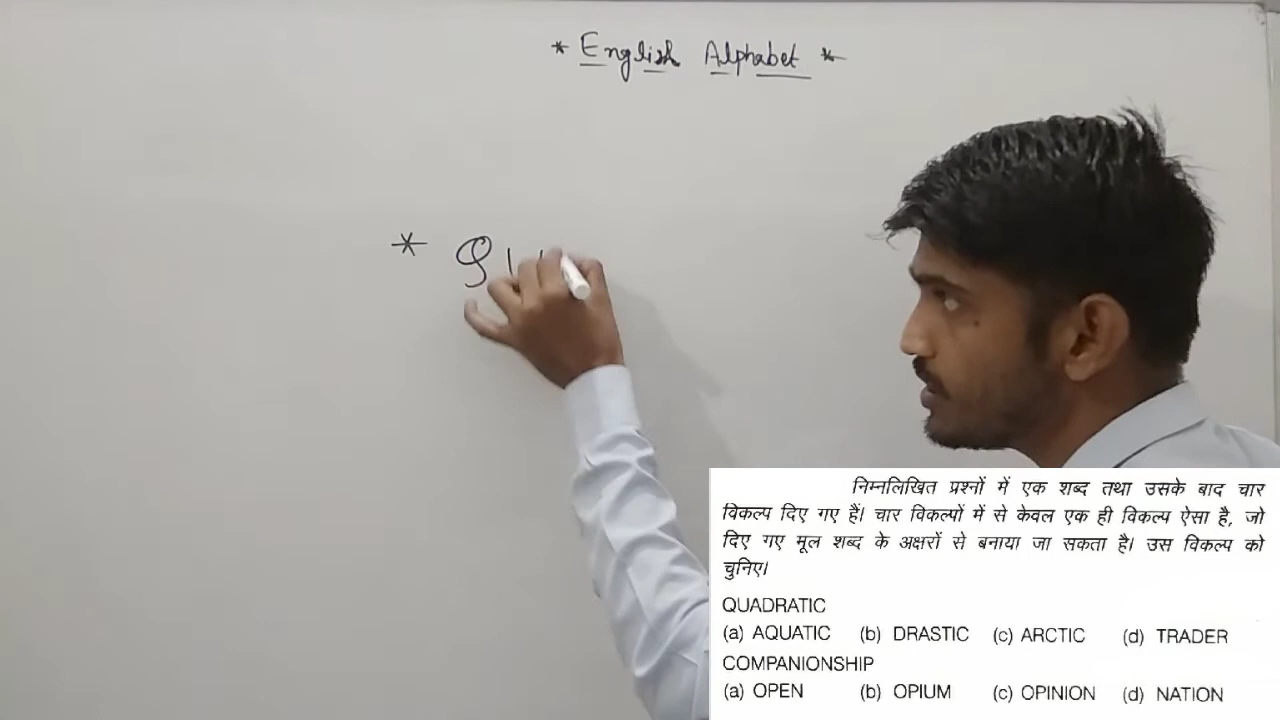 * English Alphabet *
* QU
निम्नलिखित प्रश्नों में एक शब्द तथा उसके बाद चार
विकल्प दिए गए हैं। चार विकल्पों में से केवल एक ही विकल्प ऐसा है, जो
दिए गए मूल शब्द के अक्षरों से बनाया जा सकता है। उस विकल्प को
चुनिए।
QUADRATIC
(a) AQUATIC (b) DRASTIC (c) ARCTIC (d) TRADER
COMPANIONSHIP
(a) OPEN (b) OPIUM (c) OPINION (d) NATION